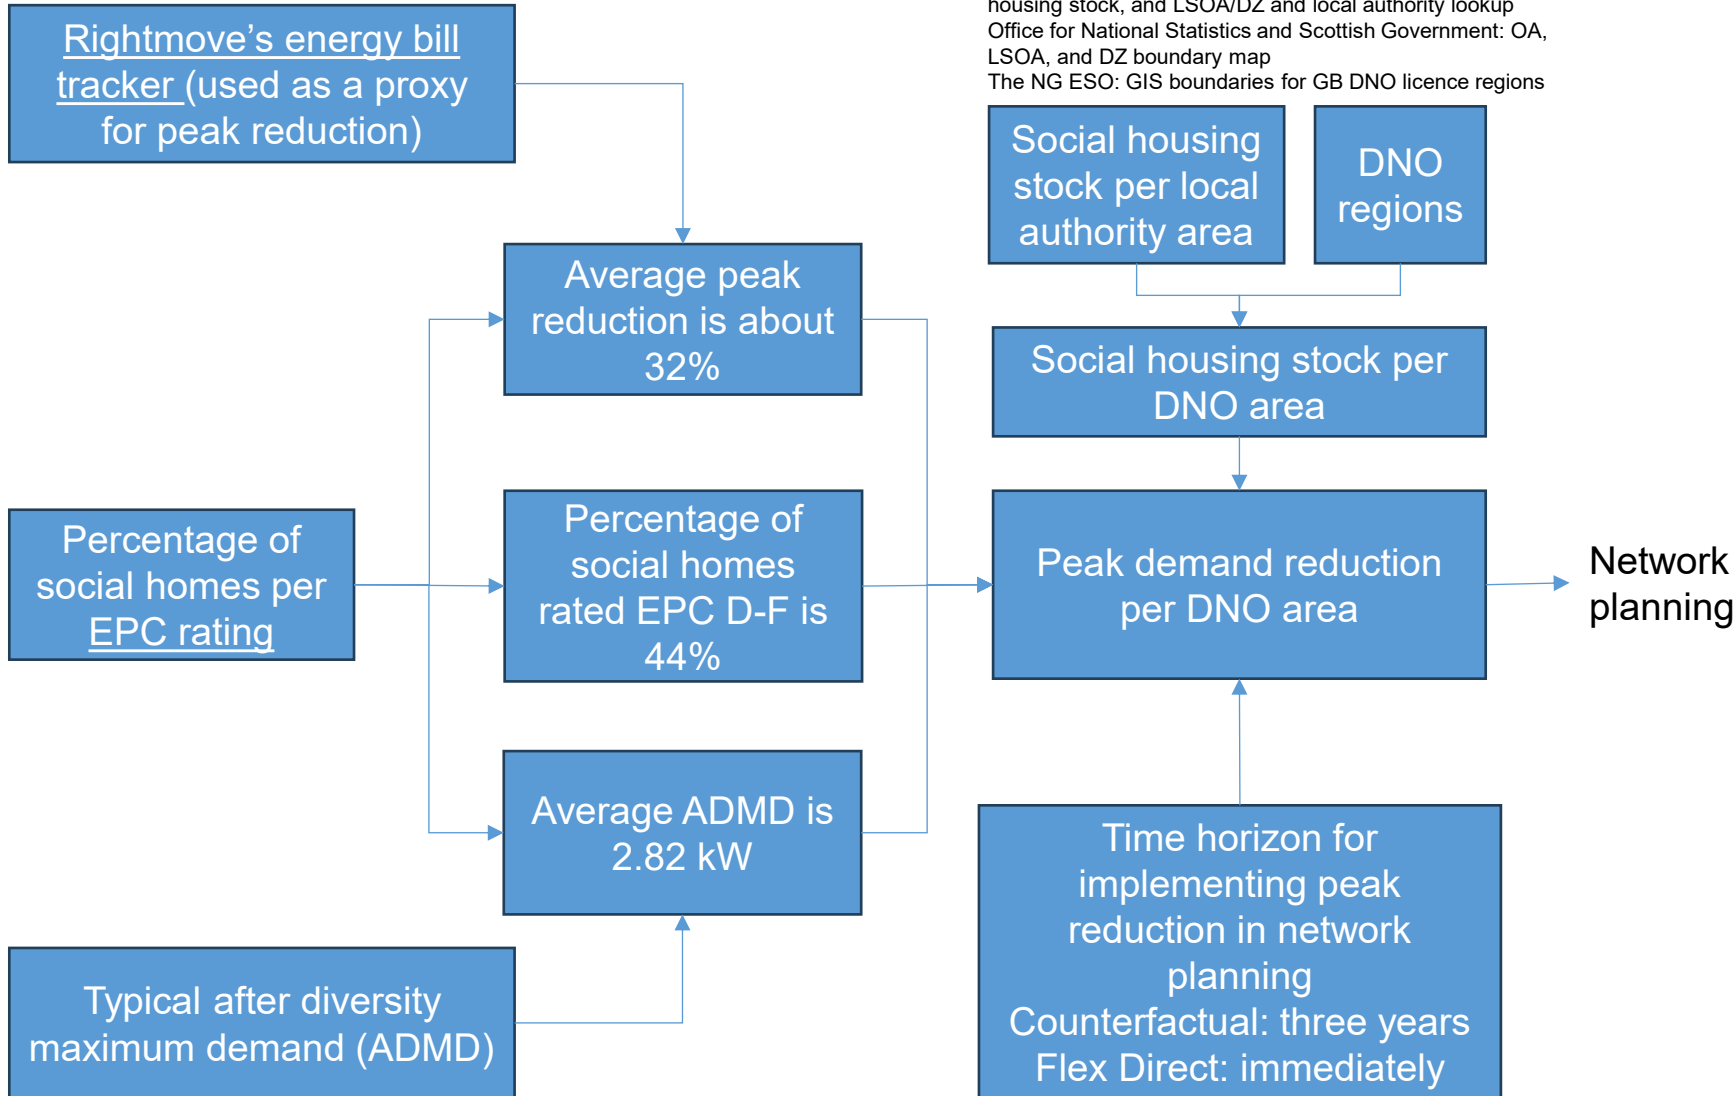 housing stock, and LSOA/DZ and local authority lookup
Office for National Statistics and Scottish Government: OA,
LSOA, and DZ boundary map
The NG ESO: GIS boundaries for GB DNO licence regions
Rightmove’s energy bill
tracker (used as a proxy
for peak reduction)
Social housing
stock per local
authority area
DNO
regions
Average peak
reduction is about
32%
Social housing stock per
DNO area
Percentage of
social homes per
EPC rating
Percentage of
social homes
rated EPC D-F is
44%
Peak demand reduction
per DNO area
Network
planning
Average ADMD is
2.82 kW
Typical after diversity
maximum demand (ADMD)
Time horizon for
implementing peak
reduction in network
planning
Counterfactual: three years
Flex Direct: immediately